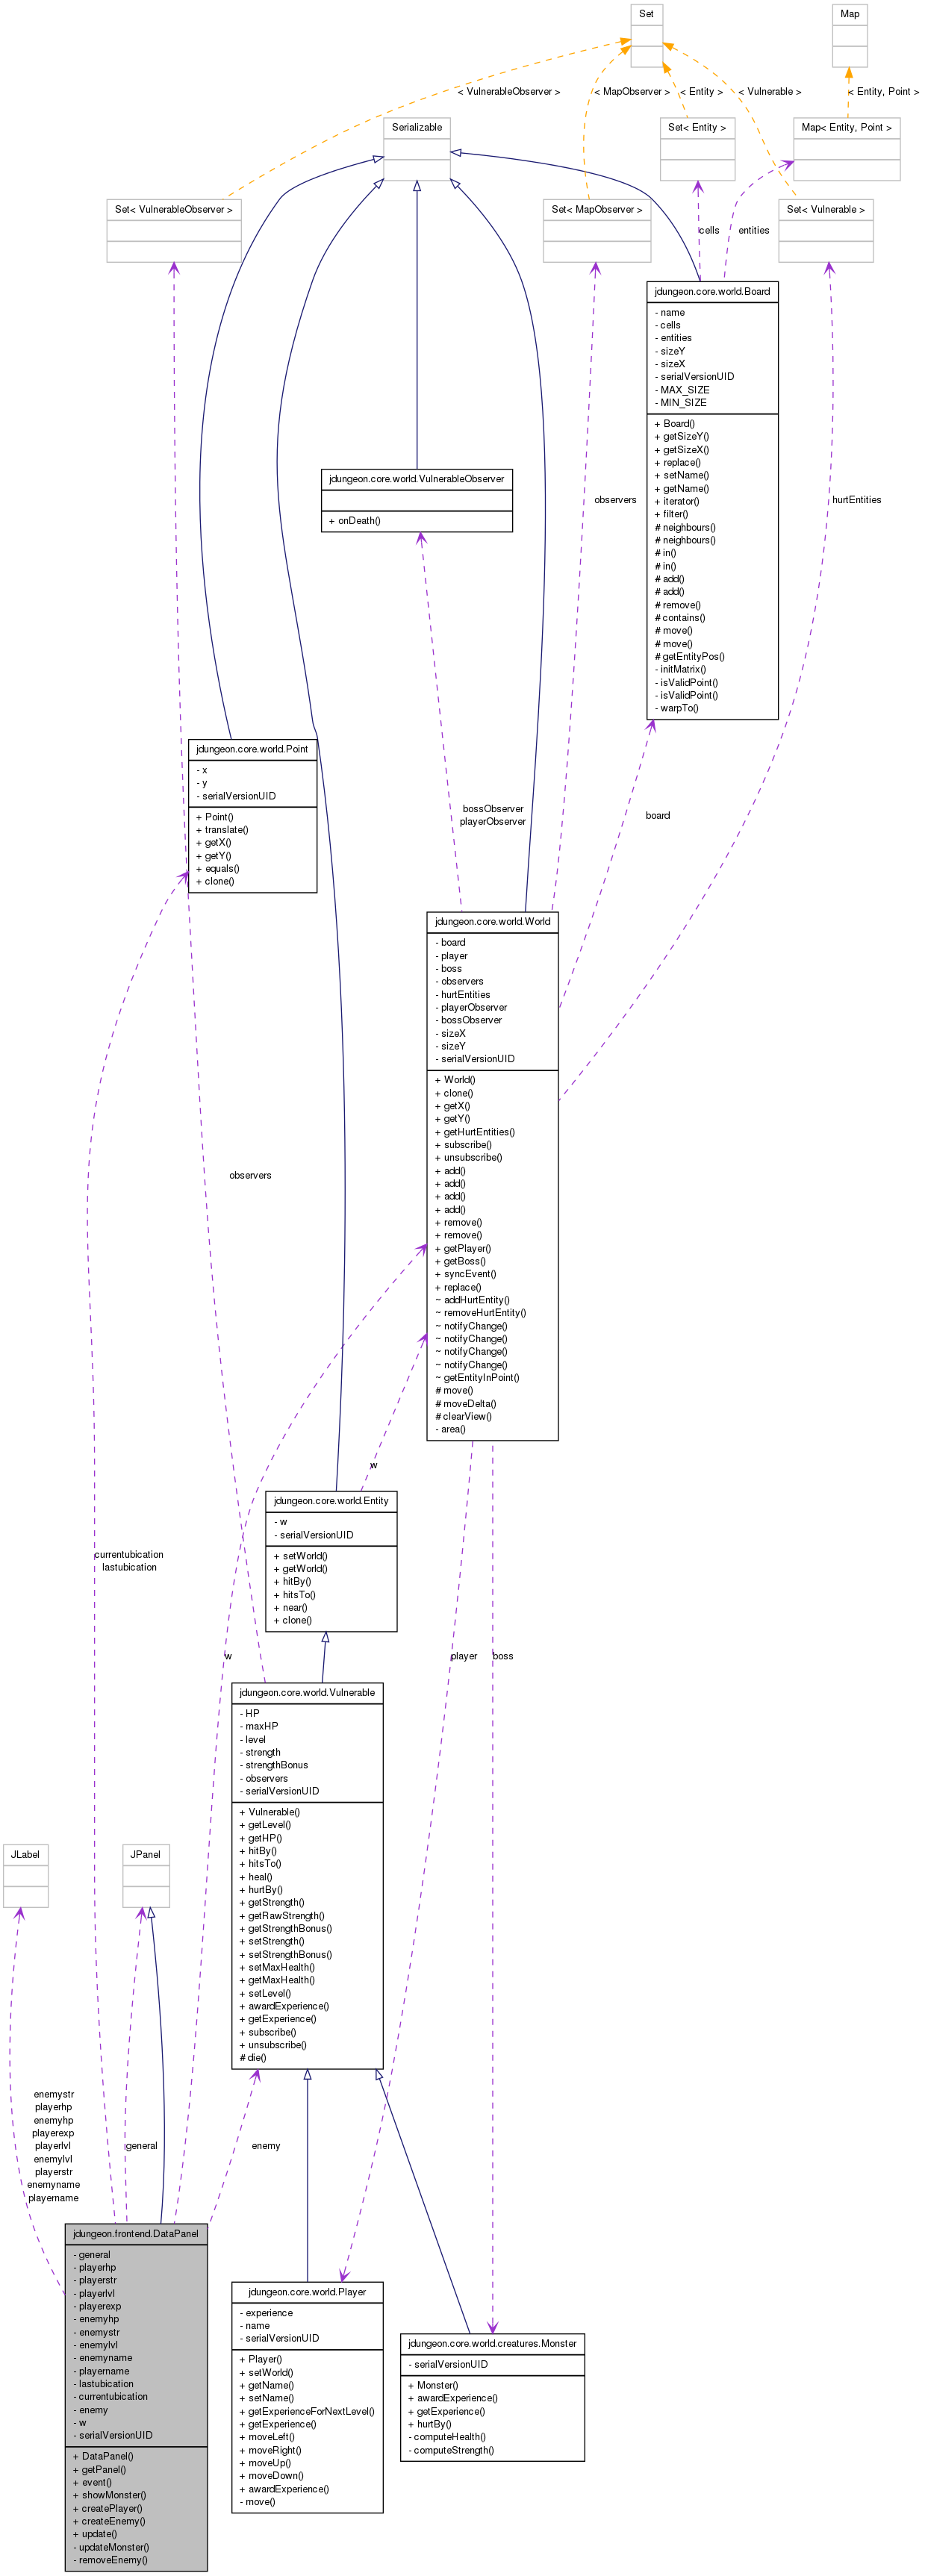 Set
Map
< VulnerableObserver >
< MapObserver >
< Entity >
< Vulnerable >
< Entity, Point >
Serializable
Set< Entity >
Map< Entity, Point >
Set< VulnerableObserver >
Set< MapObserver >
Set< Vulnerable >
cells
entities
jdungeon.core.world.Board
- name
- cells
- entities
- sizeY
- sizeX
- serialVersionUID
- MAX_SIZE
- MIN_SIZE
+ Board()
+ getSizeY()
+ getSizeX()
+ replace()
+ setName()
+ getName()
+ iterator()
+ filter()
# neighbours()
# neighbours()
# in()
# in()
# add()
# add()
# remove()
# contains()
# move()
# move()
# getEntityPos()
- initMatrix()
- isValidPoint()
- isValidPoint()
- warpTo()
jdungeon.core.world.VulnerableObserver
+ onDeath()
observers
hurtEntities
jdungeon.core.world.Point
- x
- y
- serialVersionUID
+ Point()
+ translate()
+ getX()
+ getY()
+ equals()
+ clone()
bossObserver
playerObserver
board
jdungeon.core.world.World
- board
- player
- boss
- observers
- hurtEntities
- playerObserver
- bossObserver
- sizeX
- sizeY
- serialVersionUID
+ World()
+ clone()
+ getX()
+ getY()
+ getHurtEntities()
+ subscribe()
+ unsubscribe()
+ add()
+ add()
+ add()
+ add()
+ remove()
+ remove()
+ getPlayer()
+ getBoss()
+ syncEvent()
+ replace()
~ addHurtEntity()
~ removeHurtEntity()
~ notifyChange()
~ notifyChange()
~ notifyChange()
~ notifyChange()
~ getEntityInPoint()
# move()
# moveDelta()
# clearView()
- area()
observers
w
jdungeon.core.world.Entity
- w
- serialVersionUID
+ setWorld()
+ getWorld()
+ hitBy()
+ hitsTo()
+ near()
+ clone()
currentubication
lastubication
w
player
boss
jdungeon.core.world.Vulnerable
- HP
- maxHP
- level
- strength
- strengthBonus
- observers
- serialVersionUID
+ Vulnerable()
+ getLevel()
+ getHP()
+ hitBy()
+ hitsTo()
+ heal()
+ hurtBy()
+ getStrength()
+ getRawStrength()
+ getStrengthBonus()
+ setStrength()
+ setStrengthBonus()
+ setMaxHealth()
+ getMaxHealth()
+ setLevel()
+ awardExperience()
+ getExperience()
+ subscribe()
+ unsubscribe()
# die()
JLabel
JPanel
enemystr
playerhp
enemyhp
playerexp
playerlvl
enemylvl
playerstr
enemyname
playername
general
enemy
jdungeon.frontend.DataPanel
- general
- playerhp
- playerstr
- playerlvl
- playerexp
- enemyhp
- enemystr
- enemylvl
- enemyname
- playername
- lastubication
- currentubication
- enemy
- w
- serialVersionUID
+ DataPanel()
+ getPanel()
+ event()
+ showMonster()
+ createPlayer()
+ createEnemy()
+ update()
- updateMonster()
- removeEnemy()
jdungeon.core.world.Player
- experience
- name
- serialVersionUID
+ Player()
+ setWorld()
+ getName()
+ setName()
+ getExperienceForNextLevel()
+ getExperience()
+ moveLeft()
+ moveRight()
+ moveUp()
+ moveDown()
+ awardExperience()
- move()
jdungeon.core.world.creatures.Monster
- serialVersionUID
+ Monster()
+ awardExperience()
+ getExperience()
+ hurtBy()
- computeHealth()
- computeStrength()